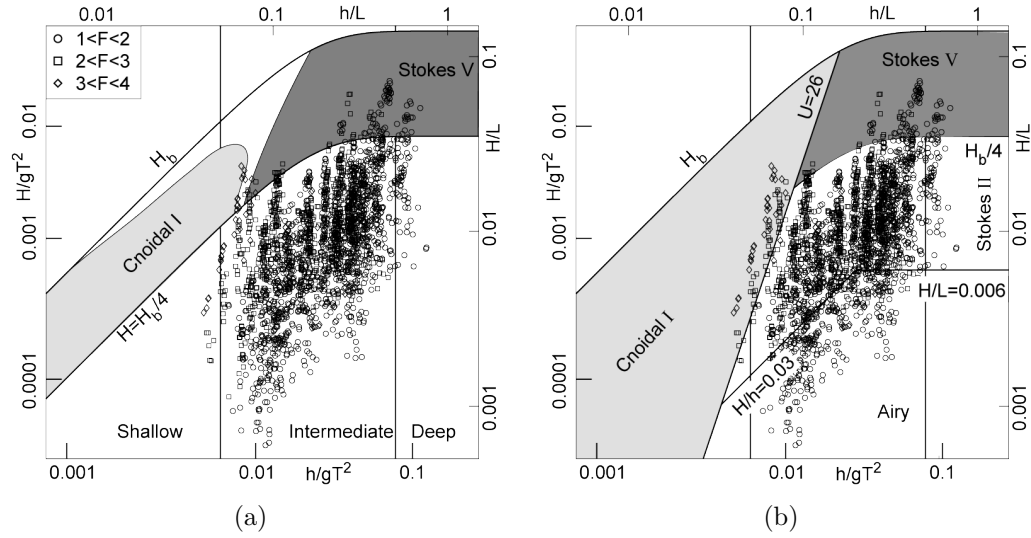 0.01 0.1 h/L 1
1<F<2
2<F<3
3<F<4
Stokes V
0.1
H/L
0.01
H/gT²
H_b
Cnoidal I
0.001
0.01
H=H_b/4
0.0001
0.001
Shallow Intermediate Deep
0.001 0.01 h/gT² 0.1
(a)
0.01 0.1 h/L 1
Stokes V
0.1
U=26
H/L
0.01
H/gT²
H_b
H_b/4
Stokes II
0.001
0.01
H/L=0.006
Cnoidal I
H/h=0.03
0.0001
Airy
0.001
0.001 0.01 h/gT² 0.1
(b)